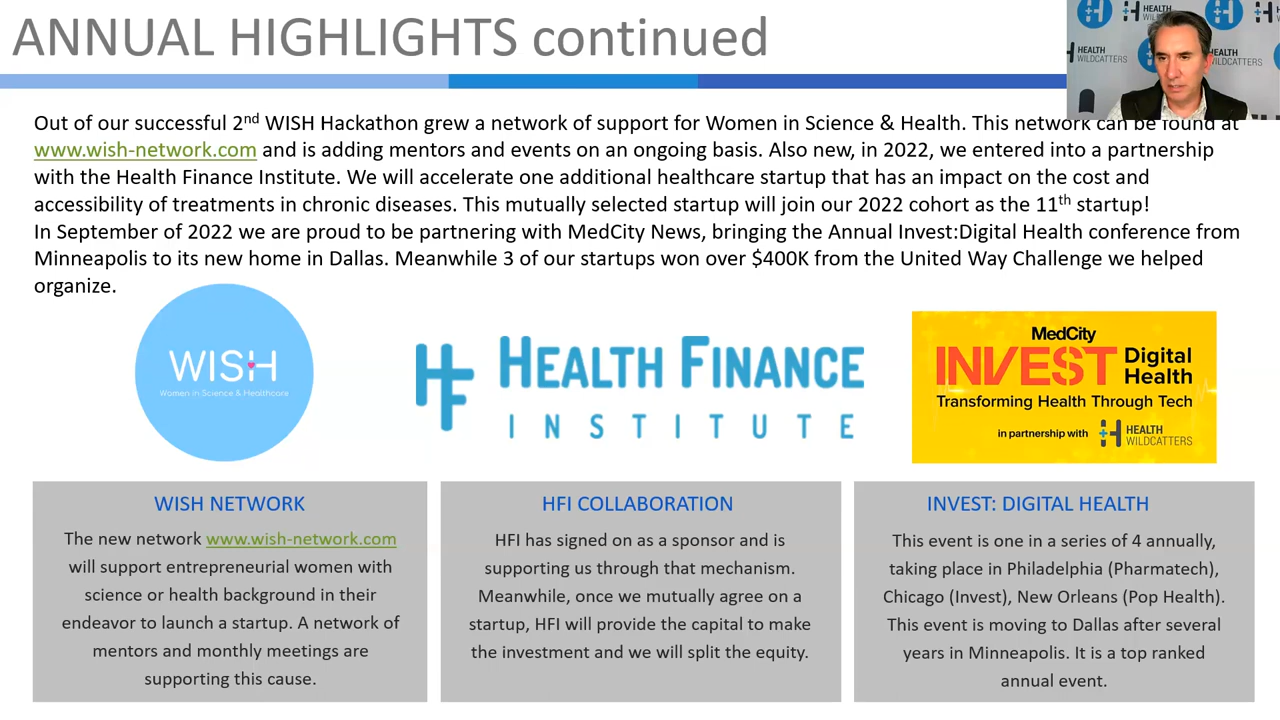 ANNUAL HIGHLIGHTS continued
HEALTH
WILDCATTERS
HEALTH
WILDCATTERS
Out of our successful 2nd WISH Hackathon grew a network of support for Women in Science & Health. This network can be found at
www.wish-network.com and is adding mentors and events on an ongoing basis. Also new, in 2022, we entered into a partnership
with the Health Finance Institute. We will accelerate one additional healthcare startup that has an impact on the cost and
accessibility of treatments in chronic diseases. This mutually selected startup will join our 2022 cohort as the 11th startup!
In September of 2022 we are proud to be partnering with MedCity News, bringing the Annual Invest:Digital Health conference from
Minneapolis to its new home in Dallas. Meanwhile 3 of our startups won over $400K from the United Way Challenge we helped
organize.
WISH
Women in Science & Healthcare
HF
HEALTH FINANCE
INSTITUTE
MedCity
INVEST Digital
Health
Transforming Health Through Tech
in partnership with HEALTH
WILDCATTERS
WISH NETWORK
The new network www.wish-network.com
will support entrepreneurial women with
science or health background in their
endeavor to launch a startup. A network of
mentors and monthly meetings are
supporting this cause.
HFI COLLABORATION
HFI has signed on as a sponsor and is
supporting us through that mechanism.
Meanwhile, once we mutually agree on a
startup, HFI will provide the capital to make
the investment and we will split the equity.
INVEST: DIGITAL HEALTH
This event is one in a series of 4 annually,
taking place in Philadelphia (Pharmatech),
Chicago (Invest), New Orleans (Pop Health).
This event is moving to Dallas after several
years in Minneapolis. It is a top ranked
annual event.